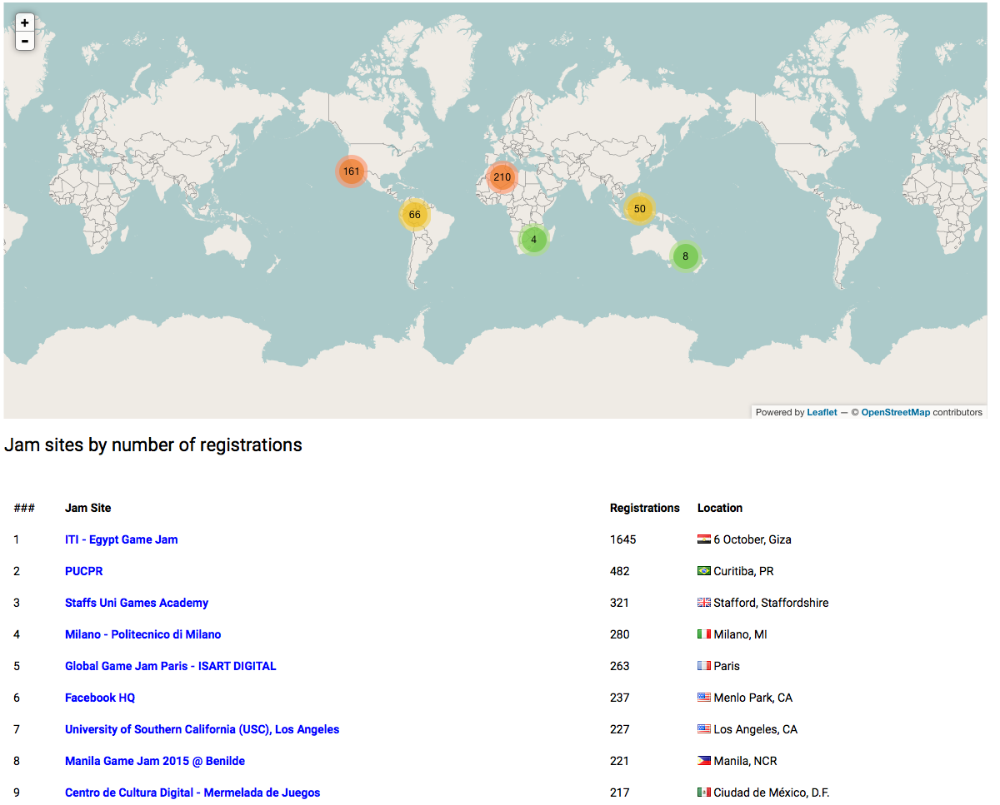 +
-
161
210
66
50
4
8
Powered by Leaflet — © OpenStreetMap contributors
Jam sites by number of registrations
### Jam Site Registrations Location
1 ITI - Egypt Game Jam 1645 6 October, Giza
2 PUCPR 482 Curitiba, PR
3 Staffs Uni Games Academy 321 Stafford, Staffordshire
4 Milano - Politecnico di Milano 280 Milano, MI
5 Global Game Jam Paris - ISART DIGITAL 263 Paris
6 Facebook HQ 237 Menlo Park, CA
7 University of Southern California (USC), Los Angeles 227 Los Angeles, CA
8 Manila Game Jam 2015 @ Benilde 221 Manila, NCR
9 Centro de Cultura Digital - Mermelada de Juegos 217 Ciudad de México, D.F.